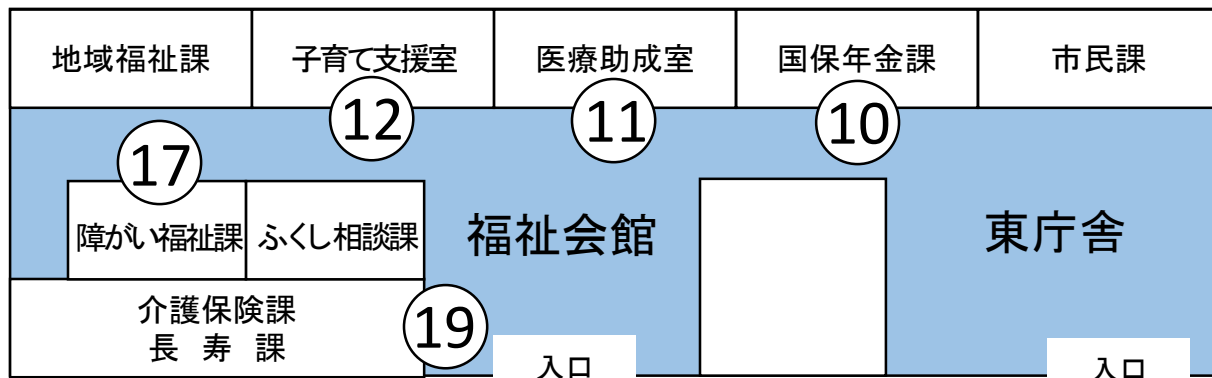 地域福祉課
子育て支援室
医療助成室
国保年金課
市民課
12
11
10
17
障がい福祉課
ふくし相談課
福祉会館
東庁舎
介護保険課
長寿課
19
入口
入口